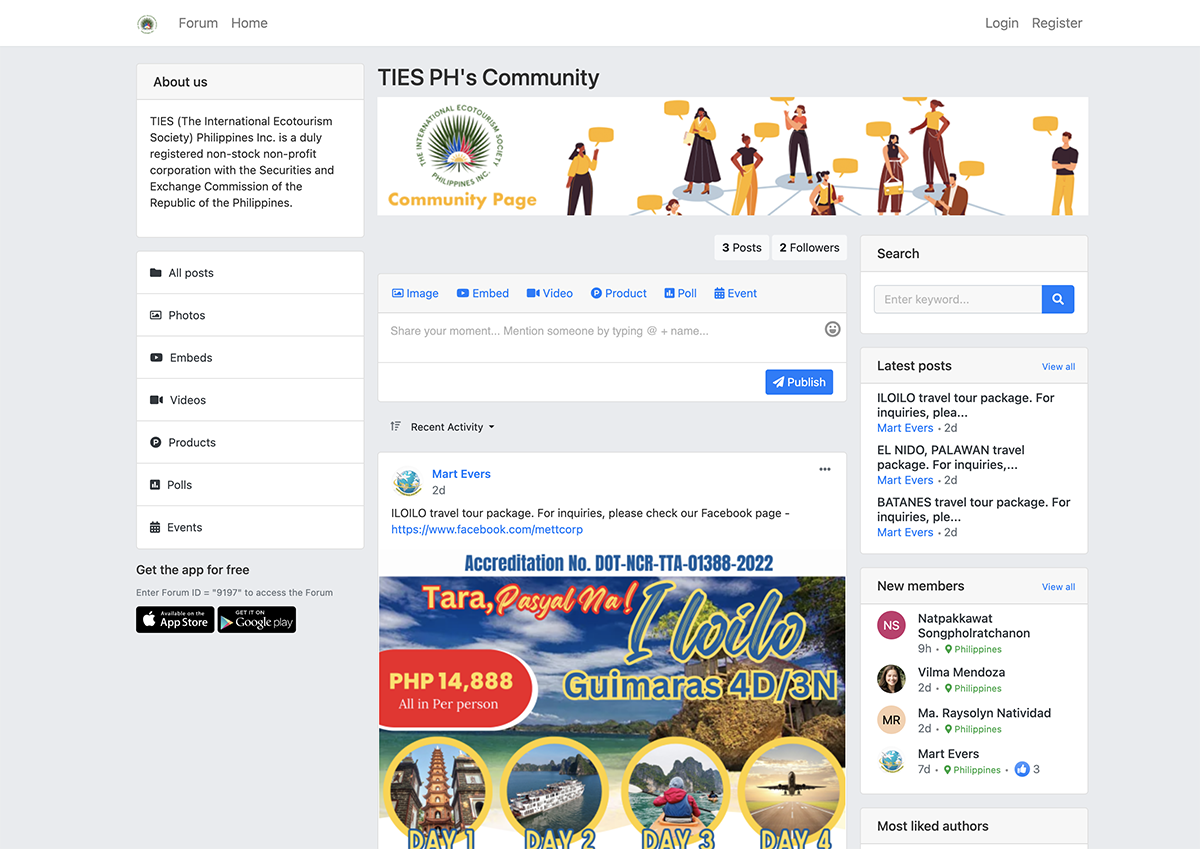 Forum Home Login Register
About us
TIES (The International Ecotourism
Society) Philippines Inc. is a duly
registered non-stock non-profit
corporation with the Securities and
Exchange Commission of the
Republic of the Philippines.
All posts
Photos
Embeds
Videos
Products
Polls
Events
Get the app for free
Enter Forum ID = "9197" to access the Forum
Available on the
App Store
GET IT ON
Google play
TIES PH's Community
THE INTERNATIONAL ECOTOURISM SOCIETY
PHILIPPINES INC.
Community Page
3 Posts 2 Followers
Image Embed Video Product Poll Event
Share your moment... Mention someone by typing @ + name...
Publish
Recent Activity
Mart Evers
2d
ILOILO travel tour package. For inquiries, please check our Facebook page -
https://www.facebook.com/mettcorp
Accreditation No. DOT-NCR-TTA-01388-2022
Tara, Pasyal Na!
Iloilo
Guimaras 4D/3N
PHP 14,888
All in Per person
DAY 1 DAY 2 DAY 3 DAY 4
Search
Enter keyword...
Latest posts View all
ILOILO travel tour package. For
inquiries, plea...
Mart Evers • 2d
EL NIDO, PALAWAN travel
package. For inquiries,...
Mart Evers • 2d
BATANES travel tour package. For
inquiries, ple...
Mart Evers • 2d
New members View all
NS
Natpakkawat
Songpholratchanon
9h • Philippines
Vilma Mendoza
2d • Philippines
MR
Ma. Raysolyn Natividad
2d • Philippines
Mart Evers
7d • Philippines • 3
Most liked authors